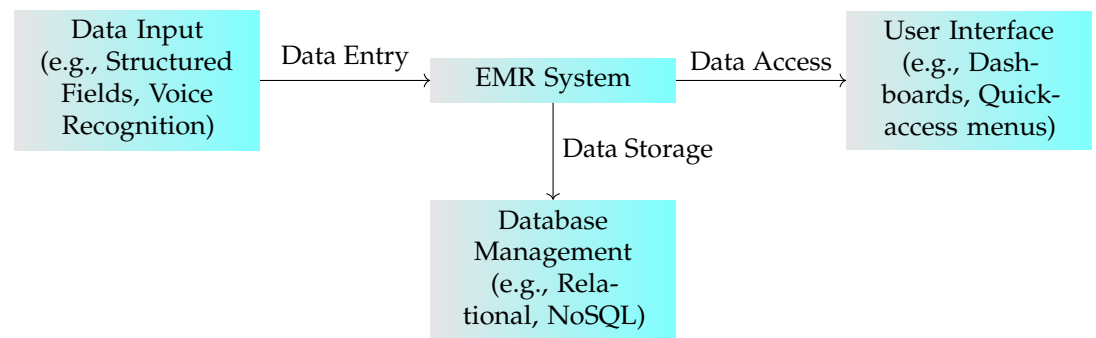 Data Input
(e.g., Structured
Fields, Voice
Recognition)
Data Entry
EMR System
Data Access
User Interface
(e.g., Dash-
boards, Quick-
access menus)
Data Storage
Database
Management
(e.g., Rela-
tional, NoSQL)